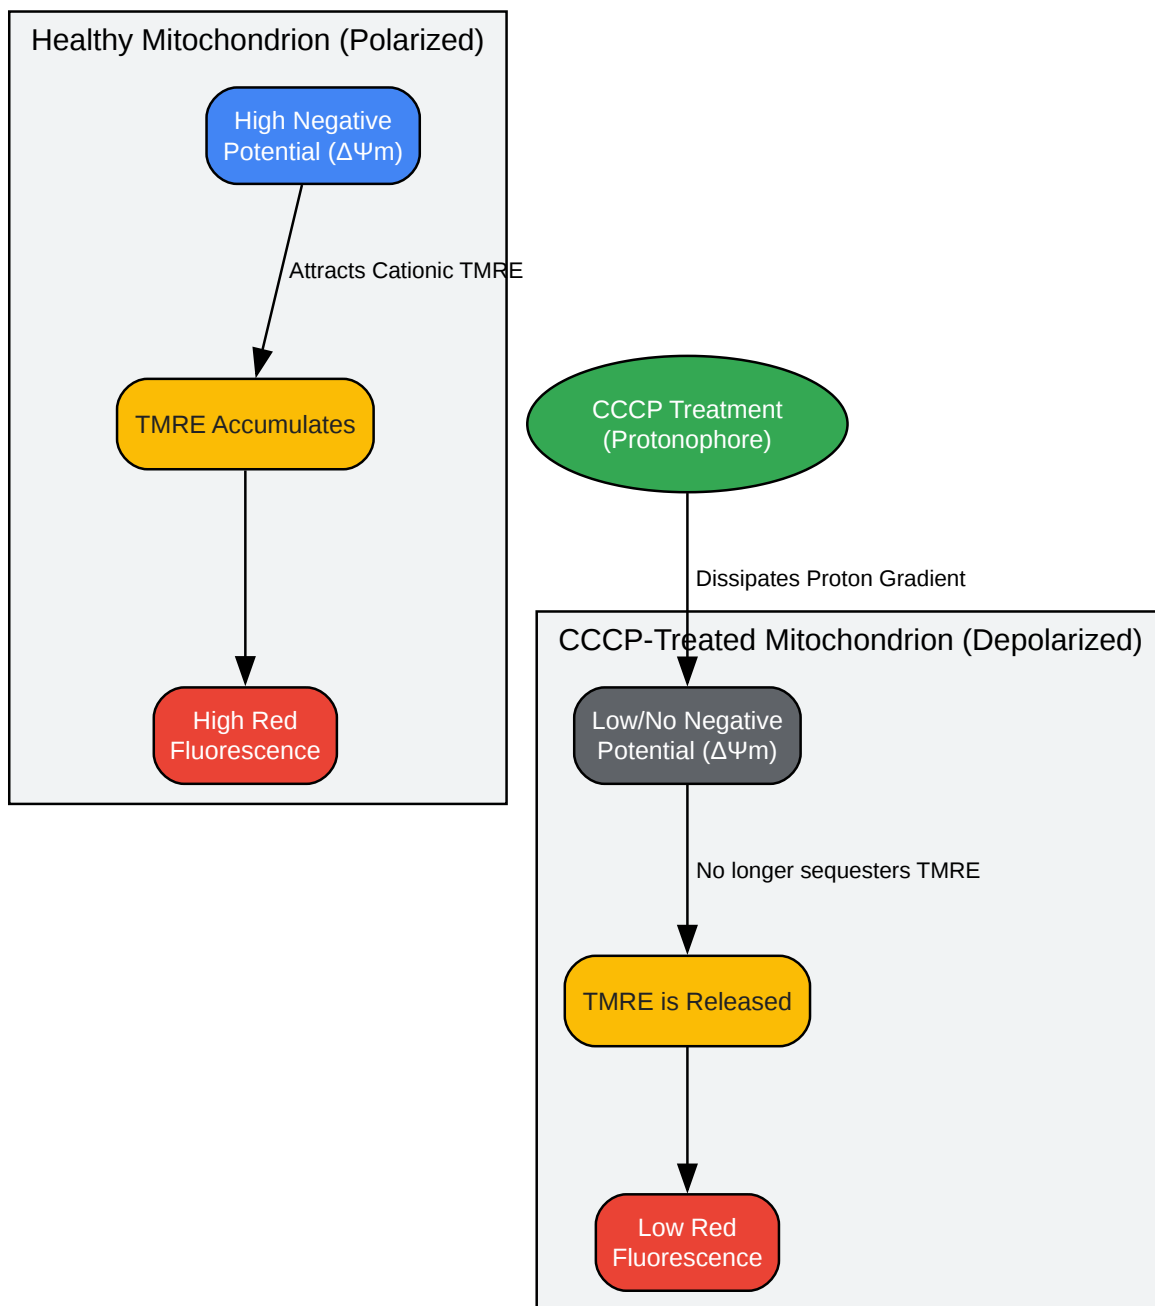 Healthy Mitochondrion (Polarized)
High Negative
Potential (ΔΨm)
Attracts Cationic TMRE
TMRE Accumulates
High Red
Fluorescence
CCCP Treatment
(Protonophore)
Dissipates Proton Gradient
CCCP-Treated Mitochondrion (Depolarized)
Low/No Negative
Potential (ΔΨm)
No longer sequesters TMRE
TMRE is Released
Low Red
Fluorescence